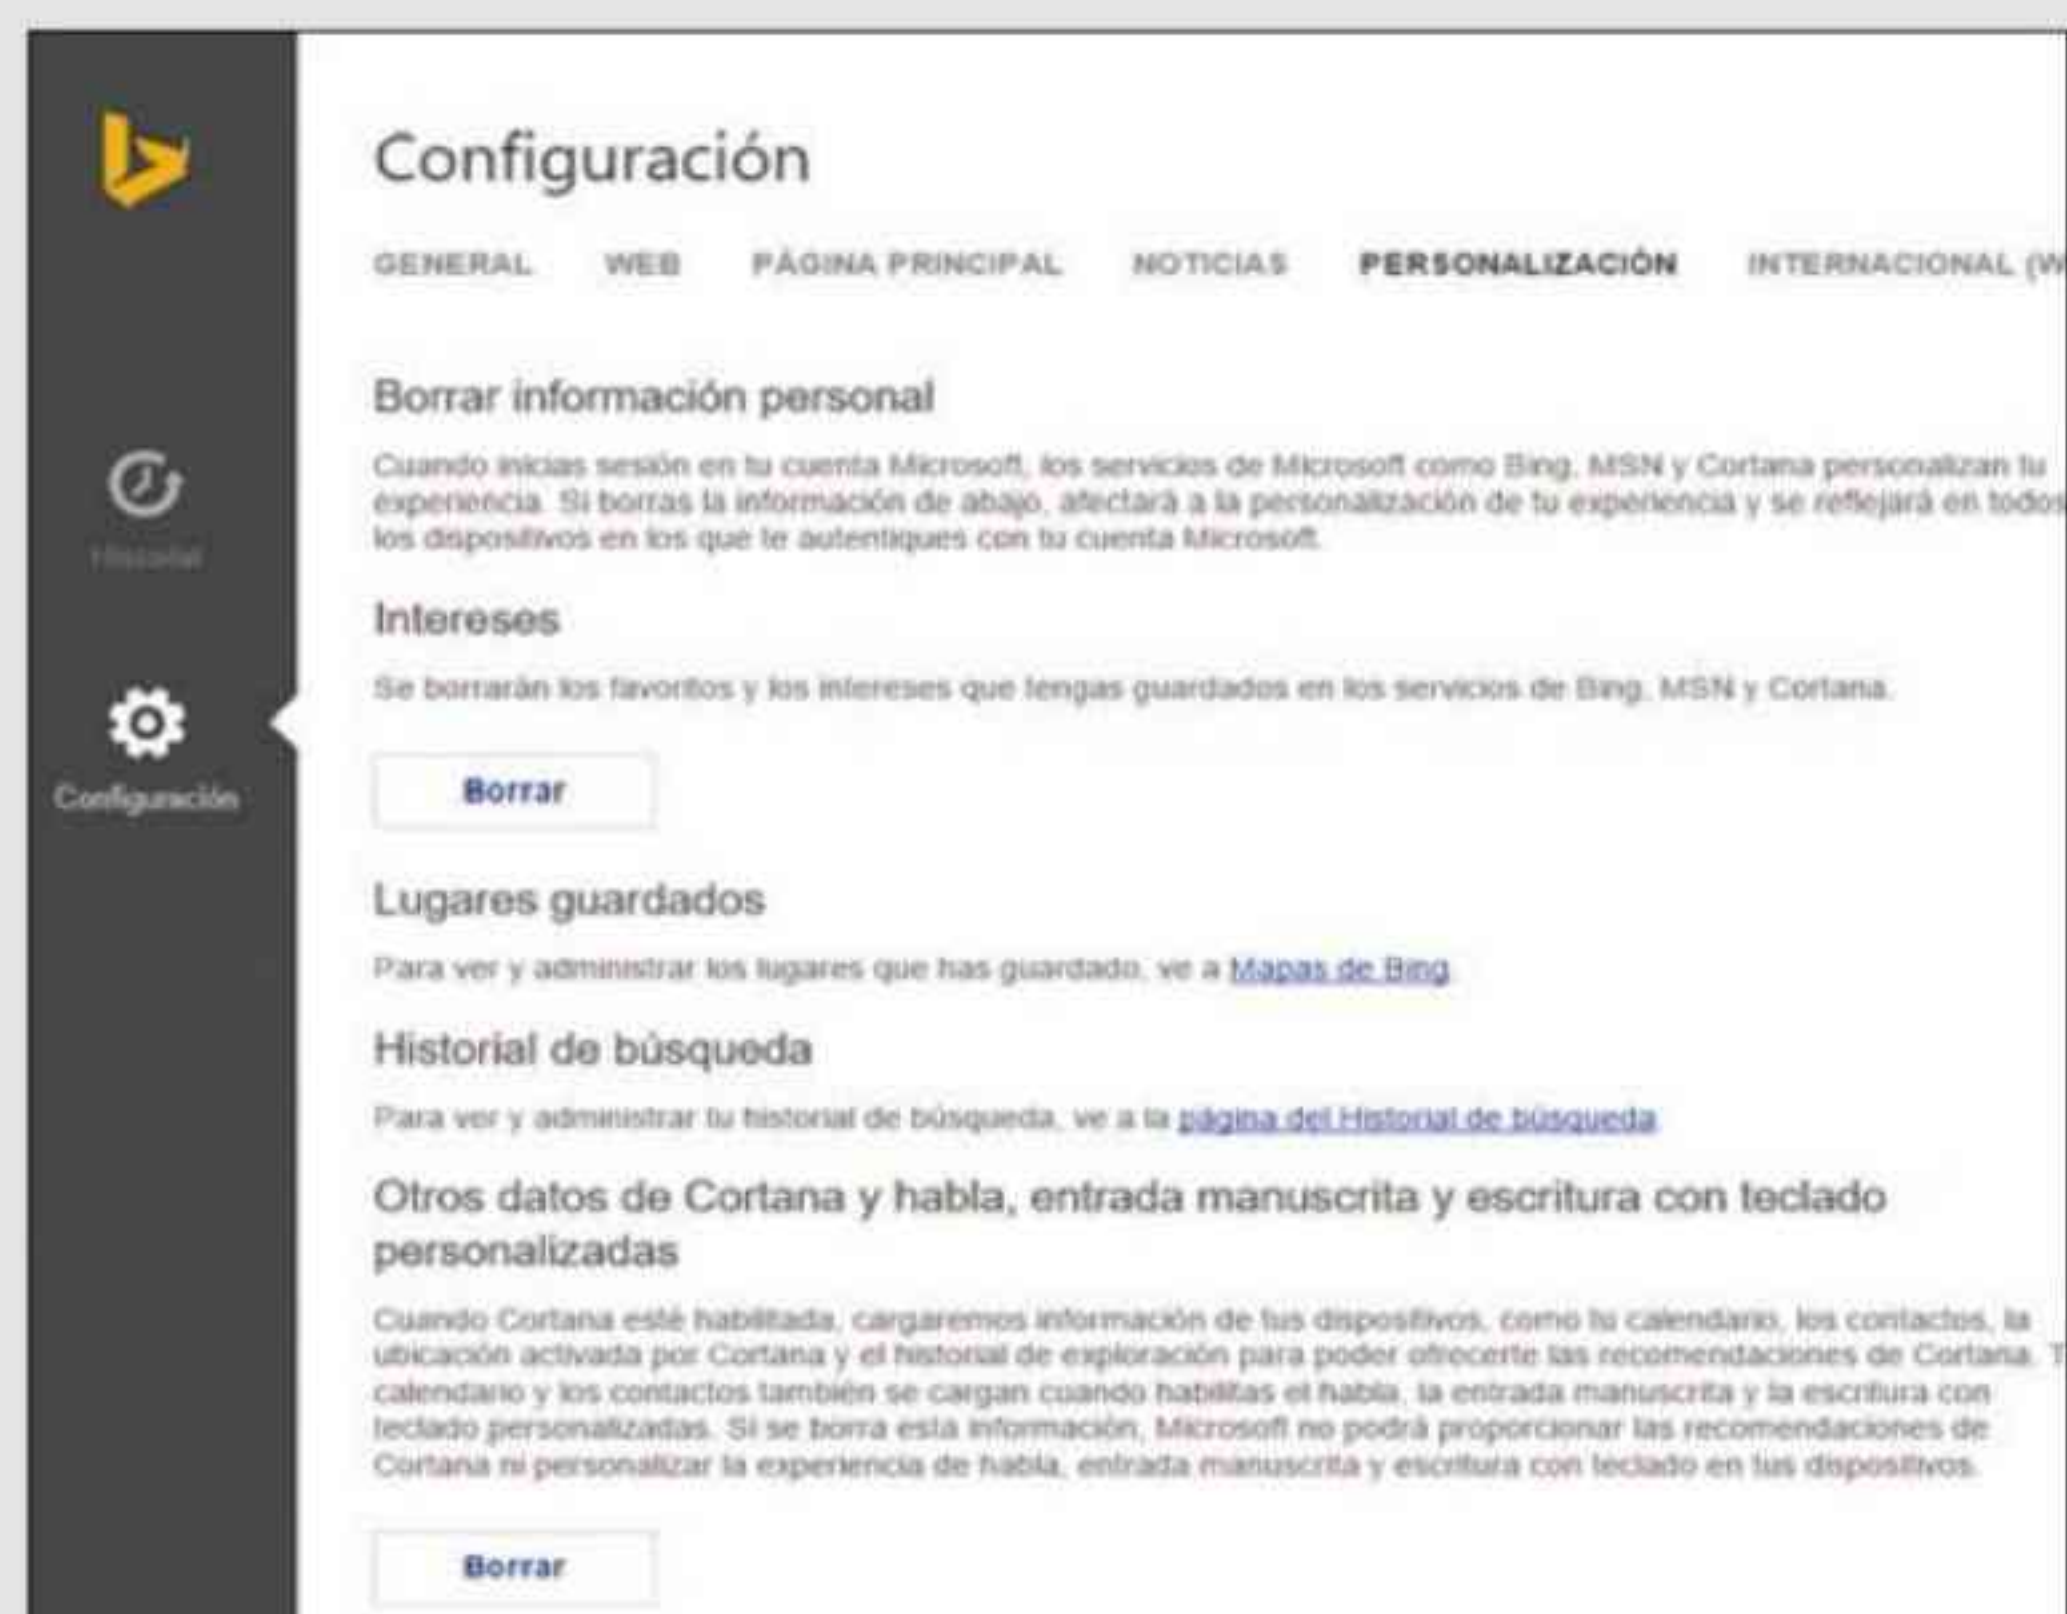 Configuración
GENERAL WEB PÁGINA PRINCIPAL NOTICIAS PERSONALIZACIÓN INTERNACIONAL (W
Borrar información personal
Cuando inicias sesión en tu cuenta Microsoft, los servicios de Microsoft como Bing, MSN y Cortana personalizan tu
experiencia. Si borras la información de abajo, afectará a la personalización de tu experiencia y se reflejará en todos
los dispositivos en los que te autentiques con tu cuenta Microsoft.
Historial
Intereses
Se borrarán los favoritos y los intereses que tengas guardados en los servicios de Bing, MSN y Cortana.
Configuración
Borrar
Lugares guardados
Para ver y administrar los lugares que has guardado, ve a Mapas de Bing
Historial de búsqueda
Para ver y administrar tu historial de búsqueda, ve a la página del Historial de búsqueda
Otros datos de Cortana y habla, entrada manuscrita y escritura con teclado
personalizadas
Cuando Cortana esté habilitada, cargaremos información de tus dispositivos, como tu calendario, los contactos, la
ubicación activada por Cortana y el historial de exploración para poder ofrecerte las recomendaciones de Cortana. T
calendario y los contactos también se cargan cuando habilitas el habla, la entrada manuscrita y la escritura con
teclado personalizadas. Si se borra esta información, Microsoft no podrá proporcionar las recomendaciones de
Cortana ni personalizar la experiencia de habla, entrada manuscrita y escritura con teclado en tus dispositivos.
Borrar